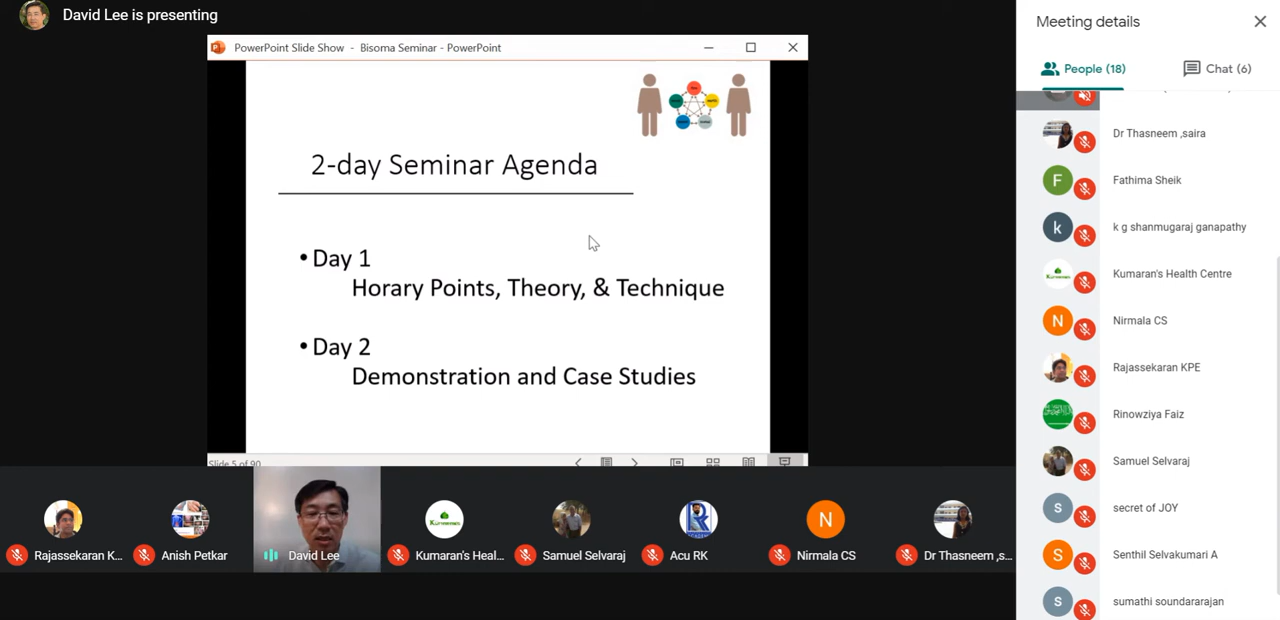 David Lee is presenting
PowerPoint Slide Show - Bisoma Seminar - PowerPoint
2-day Seminar Agenda
• Day 1
Horary Points, Theory, & Technique
• Day 2
Demonstration and Case Studies
Slide 5 of 90
Rajassekaran K...
Anish Petkar
David Lee
Kumaran's Heal...
Samuel Selvaraj
Acu RK
N
Nirmala CS
Dr Thasneem ,s...
Meeting details
People (18)
Chat (6)
Dr Thasneem ,saira
F
Fathima Sheik
k
k g shanmugaraj ganapathy
Kumaran's Health Centre
N
Nirmala CS
Rajassekaran KPE
Rinowziya Faiz
Samuel Selvaraj
s
secret of JOY
S
Senthil Selvakumari A
s
sumathi soundararajan